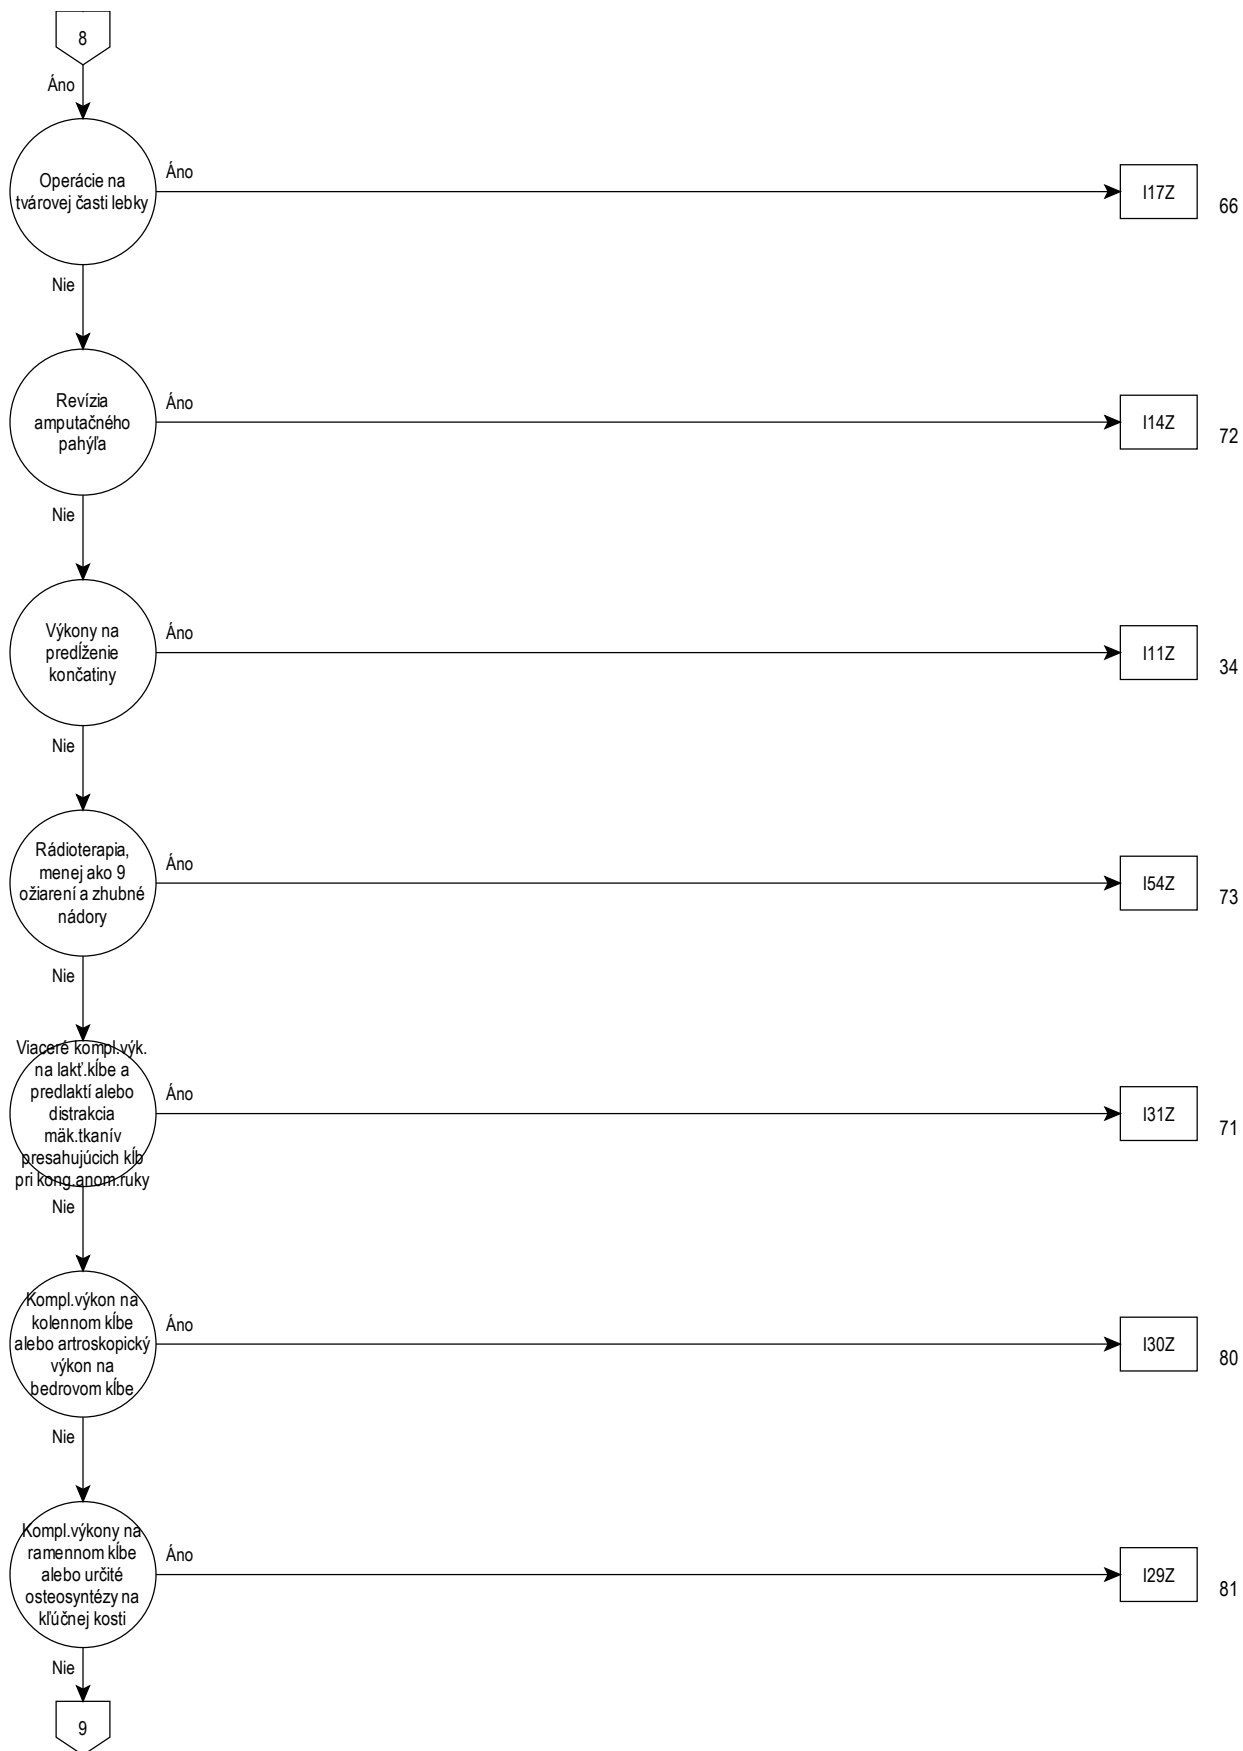 8
Áno
Operácie na
tvárovej časti lebky
Áno
I17Z
66
Nie
Revízia
amputačného
pahýľa
Áno
I14Z
72
Nie
Výkony na
predĺženie
končatiny
Áno
I11Z
34
Nie
Rádioterapia,
menej ako 9
ožiarení a zhubné
nádory
Áno
I54Z
73
Nie
Viaceré kompl.výk.
na lakť.kĺbe a
predlaktí alebo
distrakcia
mäk.tkanív
presahujúcich kĺb
pri kong.anom.ruky
Áno
I31Z
71
Nie
Kompl.výkon na
kolennom kĺbe
alebo artroskopický
výkon na
bedrovom kĺbe
Áno
I30Z
80
Nie
Kompl.výkony na
ramennom kĺbe
alebo určité
osteosyntézy na
kľúčnej kosti
Áno
I29Z
81
Nie
9